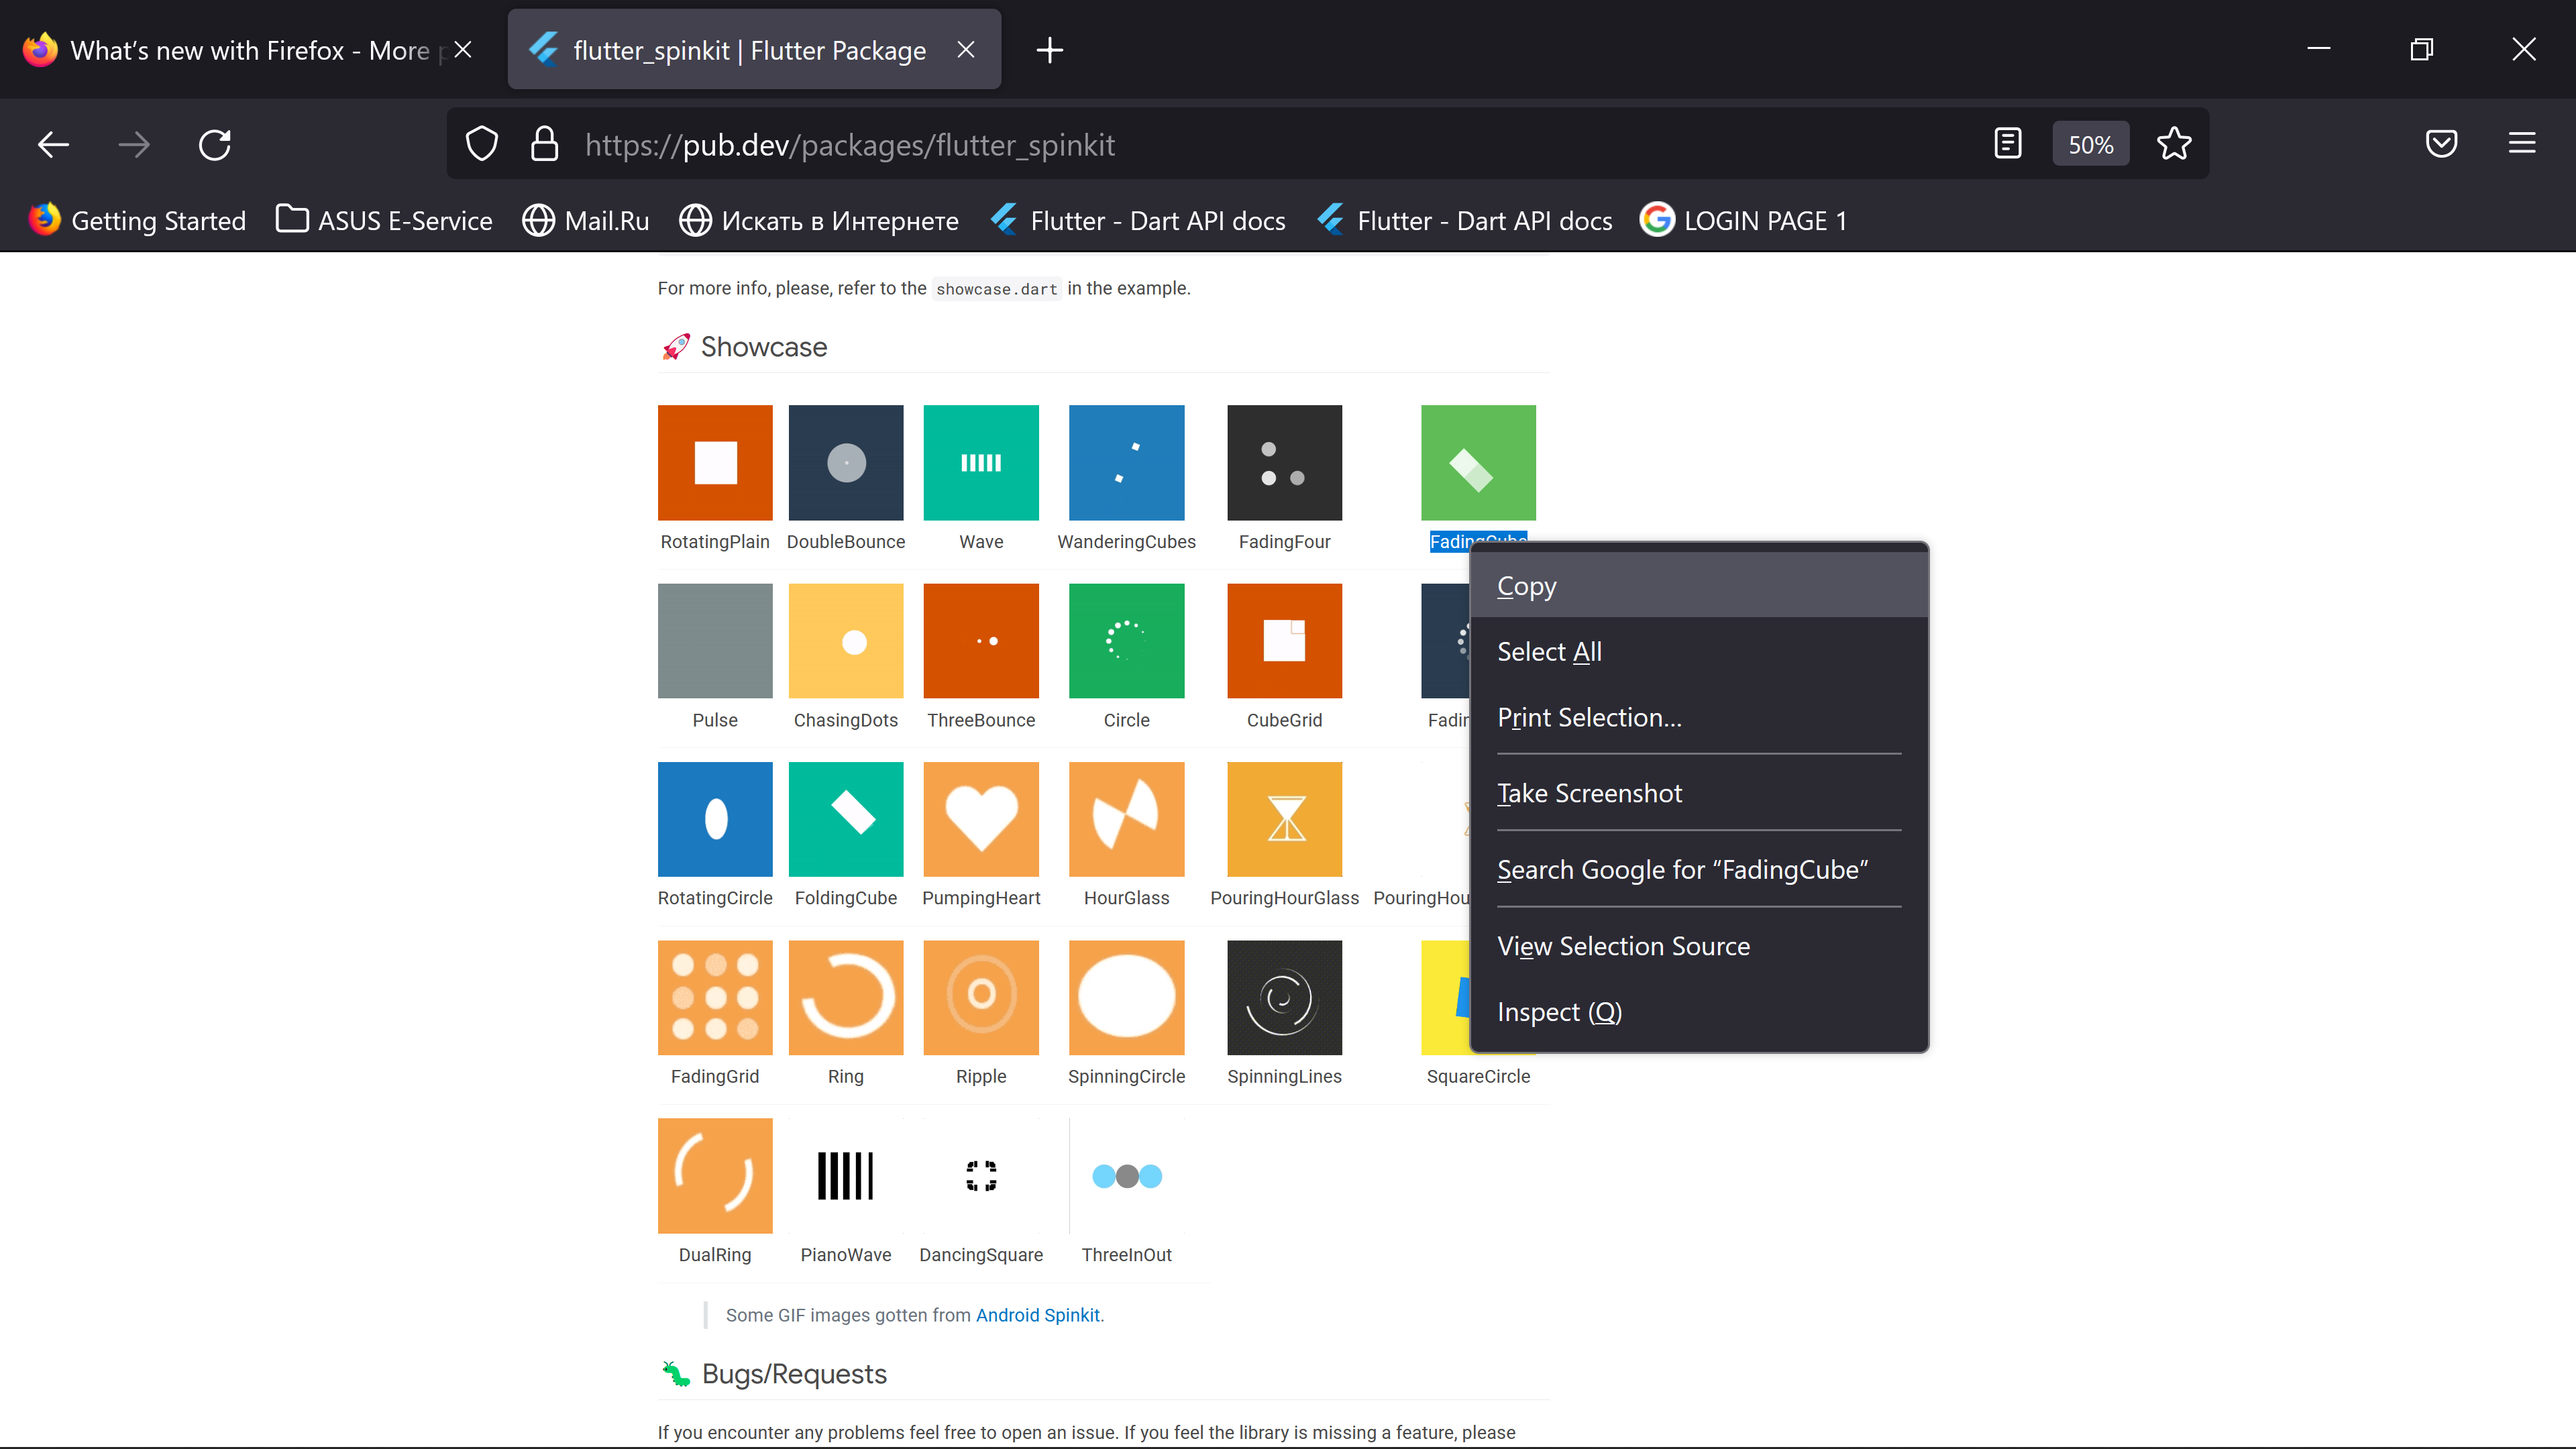 What's new with Firefox - More
flutter_spinkit | Flutter Package
https://pub.dev/packages/flutter_spinkit
50%
Getting Started
ASUS E-Service
Mail.Ru
Искать в Интернете
Flutter - Dart API docs
Flutter - Dart API docs
LOGIN PAGE 1
For more info, please, refer to the showcase.dart in the example.
🚀 Showcase
RotatingPlain DoubleBounce Wave WanderingCubes FadingFour FadingCube
Copy
Select All
Print Selection...
Take Screenshot
Search Google for “FadingCube”
View Selection Source
Inspect (Q)
Pulse ChasingDots ThreeBounce Circle CubeGrid
RotatingCircle FoldingCube PumpingHeart HourGlass PouringHourGlass
FadingGrid Ring Ripple SpinningCircle SpinningLines SquareCircle
DualRing PianoWave DancingSquare ThreeInOut
Some GIF images gotten from Android Spinkit.
🐛 Bugs/Requests
If you encounter any problems feel free to open an issue. If you feel the library is missing a feature, please